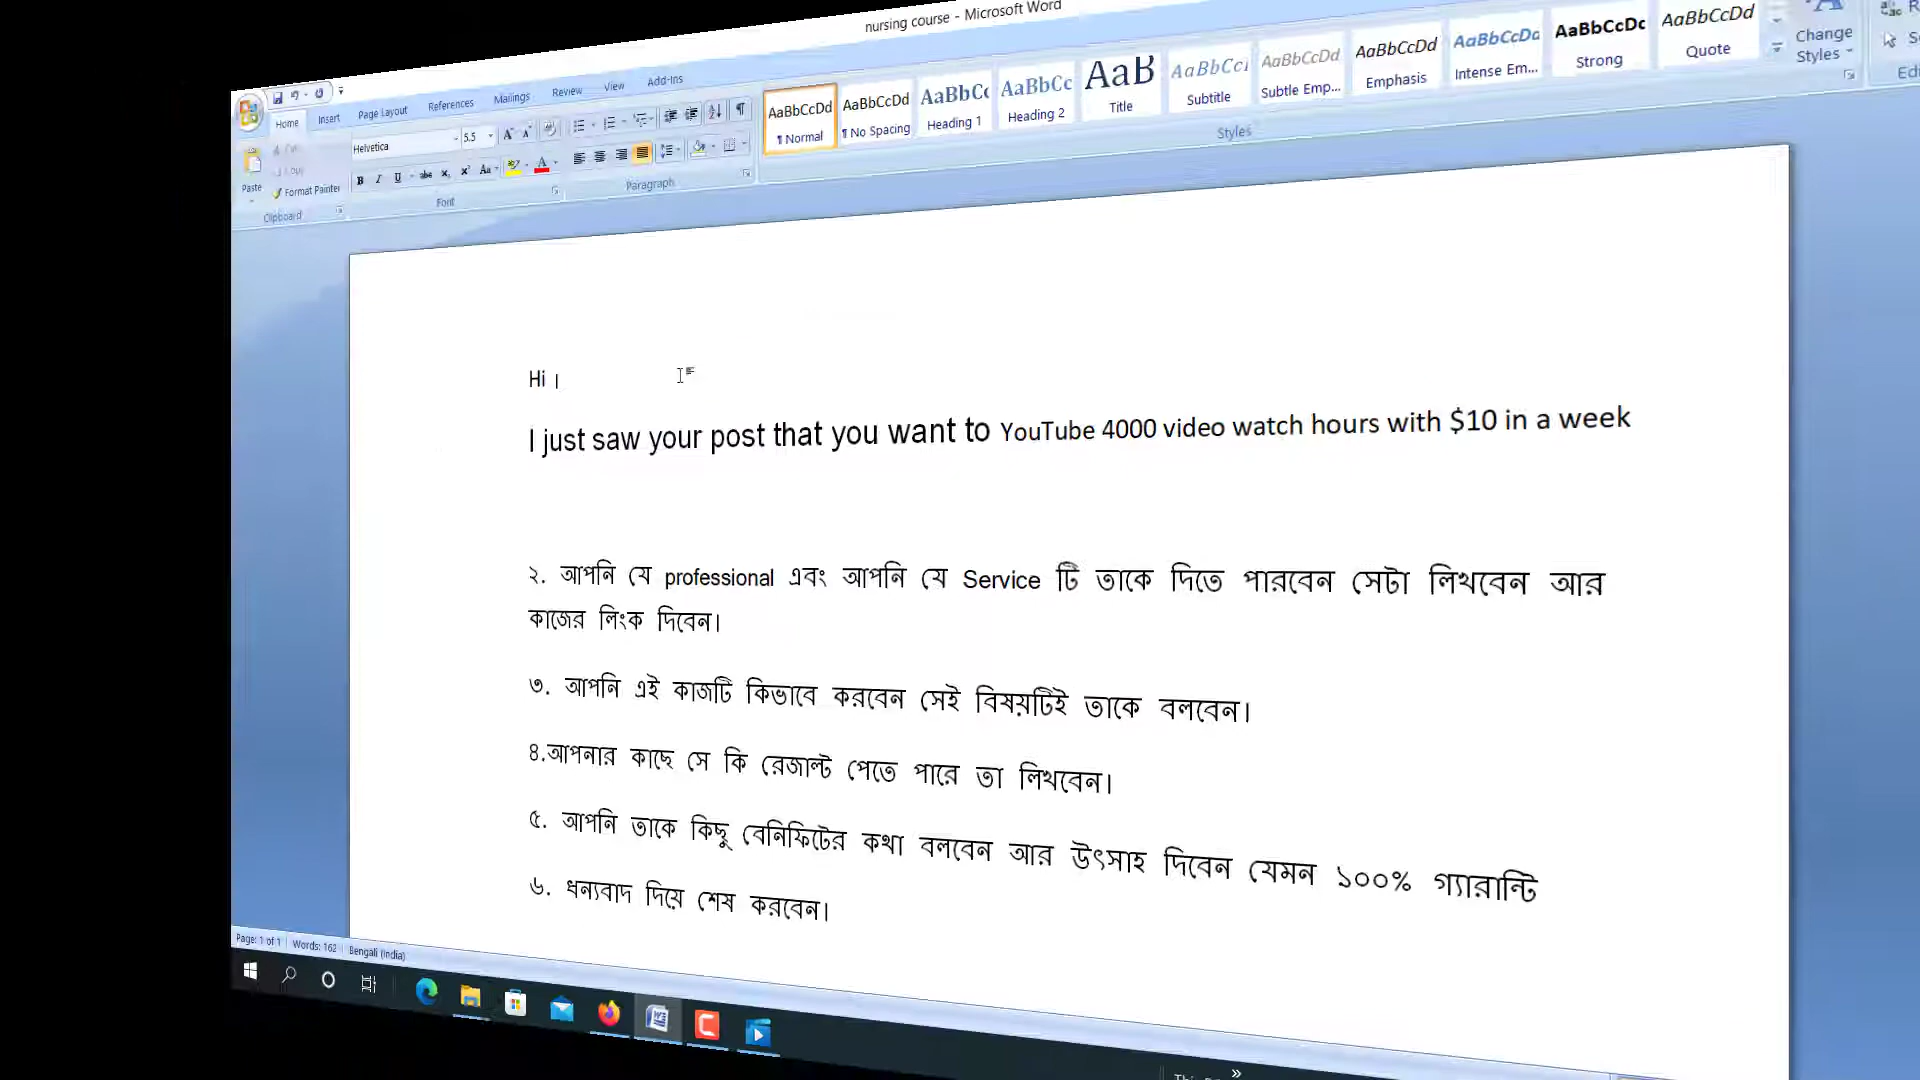 nursing course - Microsoft Word
Home Insert Page Layout References Mailings Review View Add-Ins
Paste
Copy
Format Painter
Clipboard
Helvetica 5.5
Font
Paragraph
AaBbCcDd AaBbCcDd AaBbCc AaBbCc AaB AaBbCcI AaBbCcDd AaBbCcDd AaBbCcDc AaBbCcDc AaBbCcDd
¶ Normal ¶ No Spacing Heading 1 Heading 2 Title Subtitle Subtle Emp... Emphasis Intense Em... Strong Quote
Change Styles
Styles
Hi
I just saw your post that you want to YouTube 4000 video watch hours with $10 in a week
২. আপনি যে professional এবং আপনি যে Service টি তাকে দিতে পারবেন সেটা লিখবেন আর
কাজের লিংক দিবেন।
৩. আপনি এই কাজটি কিভাবে করবেন সেই বিষয়টিই তাকে বলবেন।
৪.আপনার কাছে সে কি রেজাল্ট পেতে পারে তা লিখবেন।
৫. আপনি তাকে কিছু বেনিফিটের কথা বলবেন আর উৎসাহ দিবেন যেমন ১০০% গ্যারান্টি
৬. ধন্যবাদ দিয়ে শেষ করবেন।
Page: 1 of 1 Words: 162 Bengali (India)